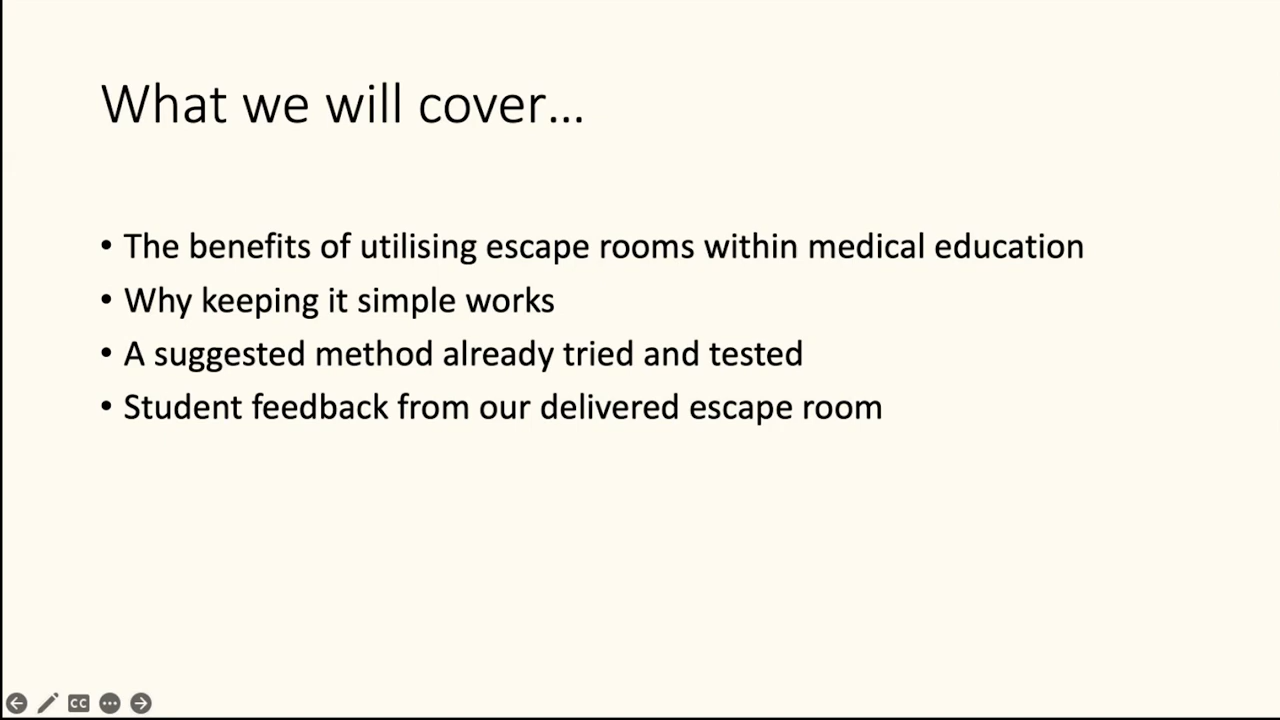 What we will cover...
• The benefits of utilising escape rooms within medical education
• Why keeping it simple works
• A suggested method already tried and tested
• Student feedback from our delivered escape room
CC